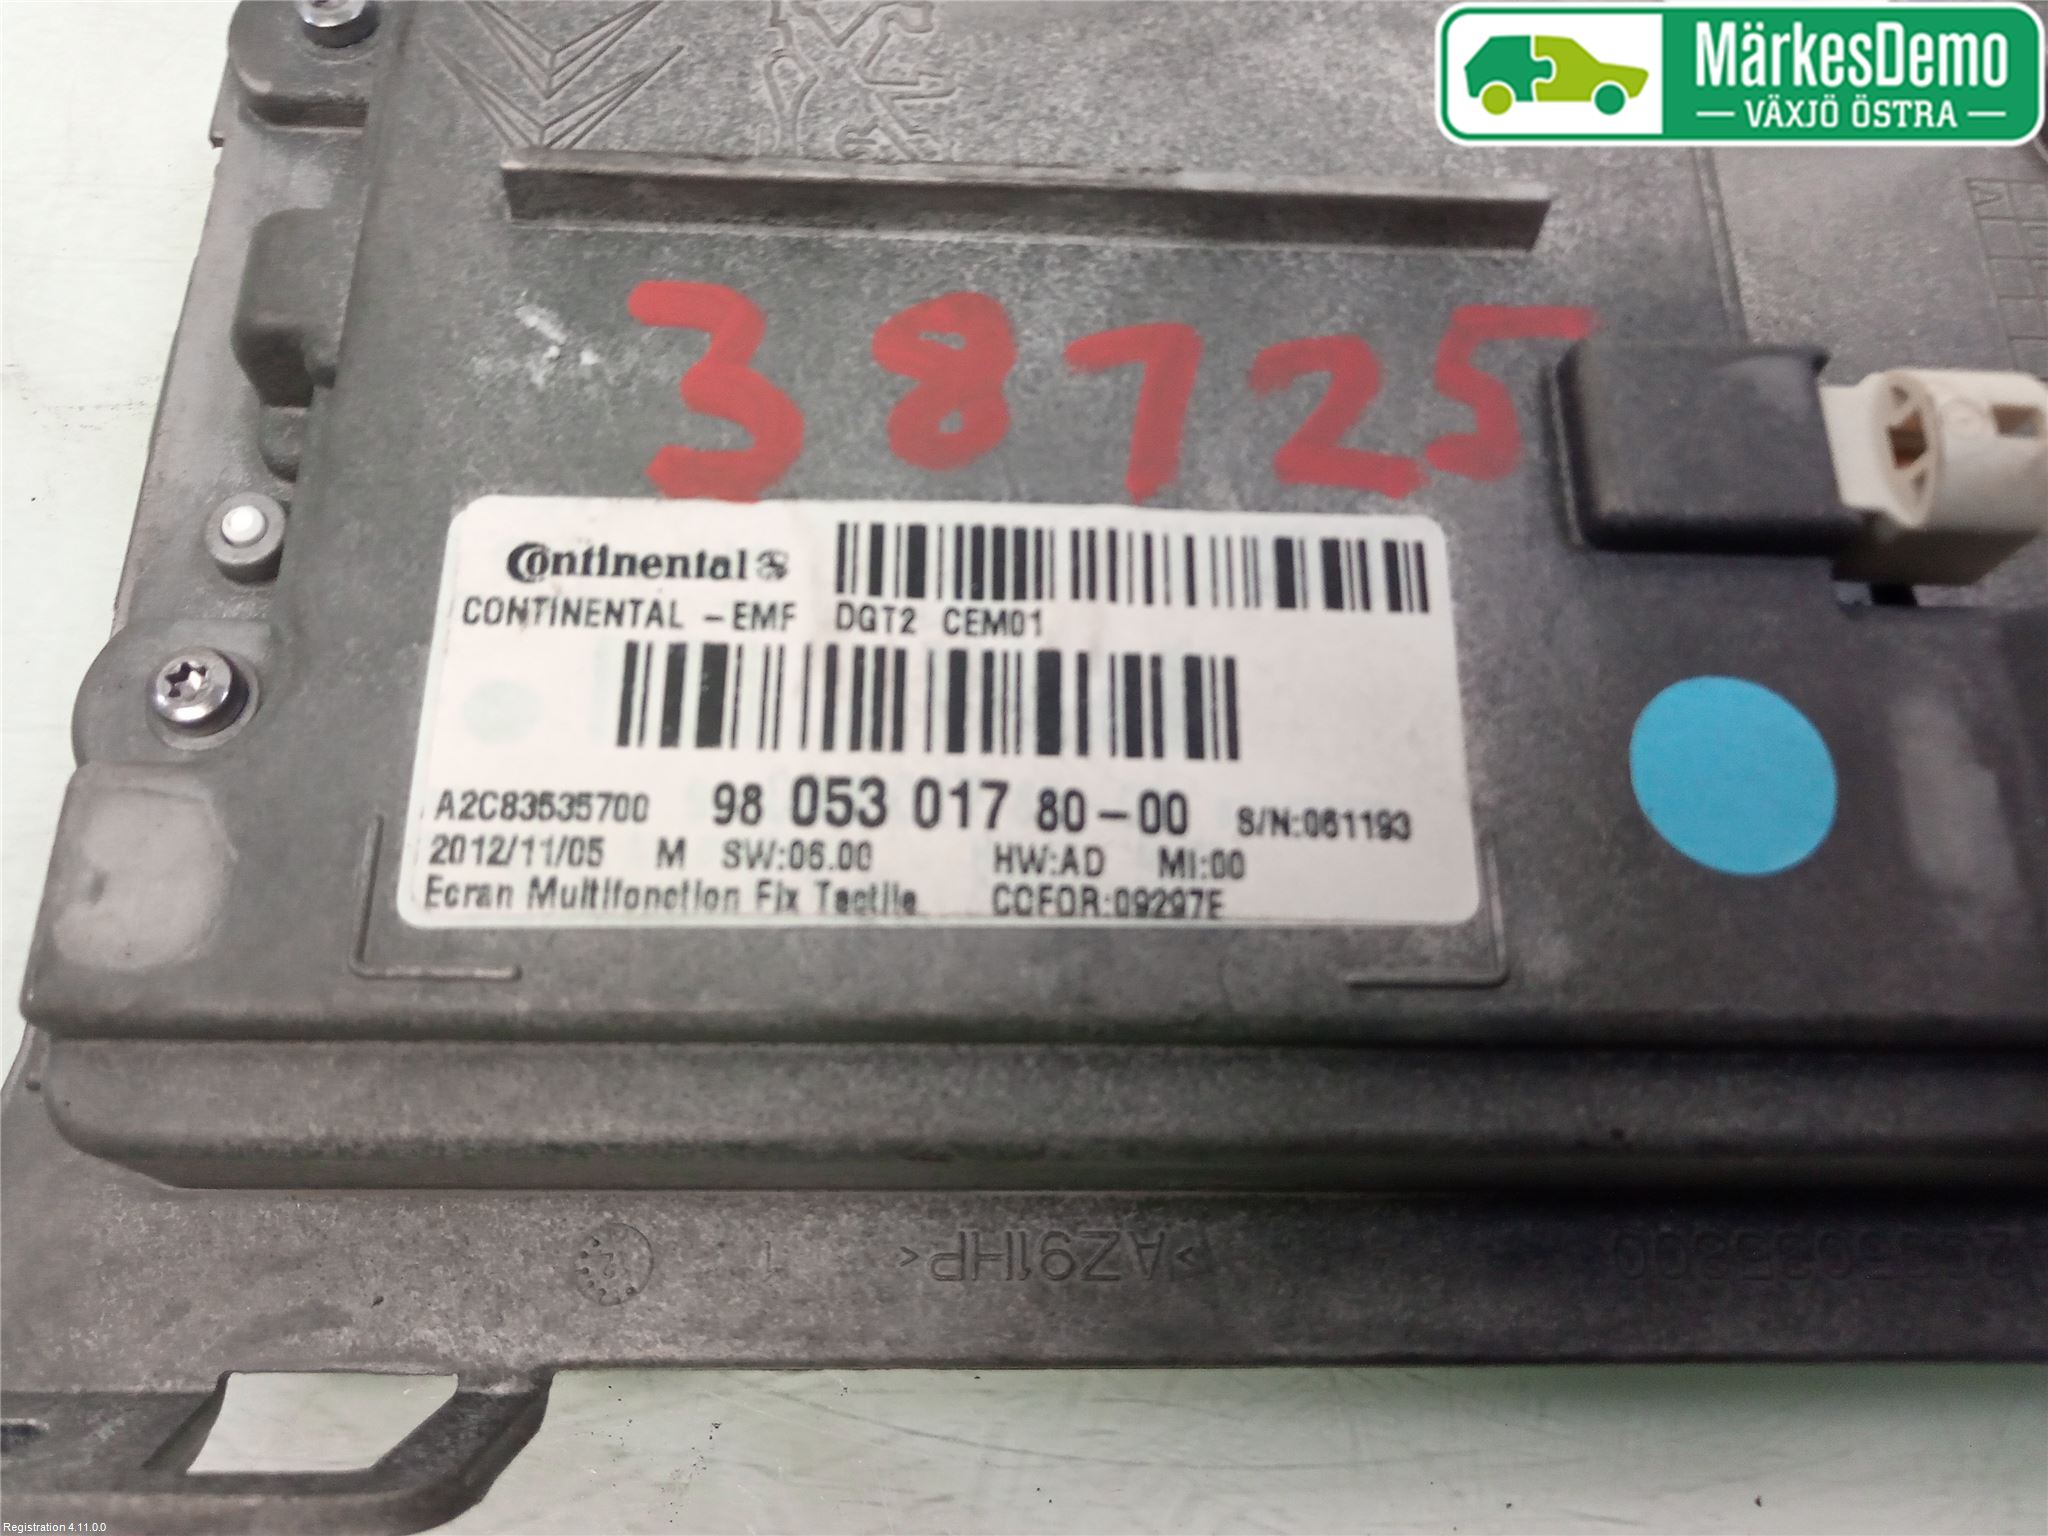 MärkesDemo
VÄXJÖ ÖSTRA
38725
Continental
CONTINENTAL -EMF DGT2 CEM01
A2C83535700 98 053 017 80-00 S/N:061193
2012/11/05 M SW:06.00 HW:AD MI:00
Ecran Multifonction Fix Tactile COFOR:09297E
1 >AZ91HP<
Registration 4.11.0.0